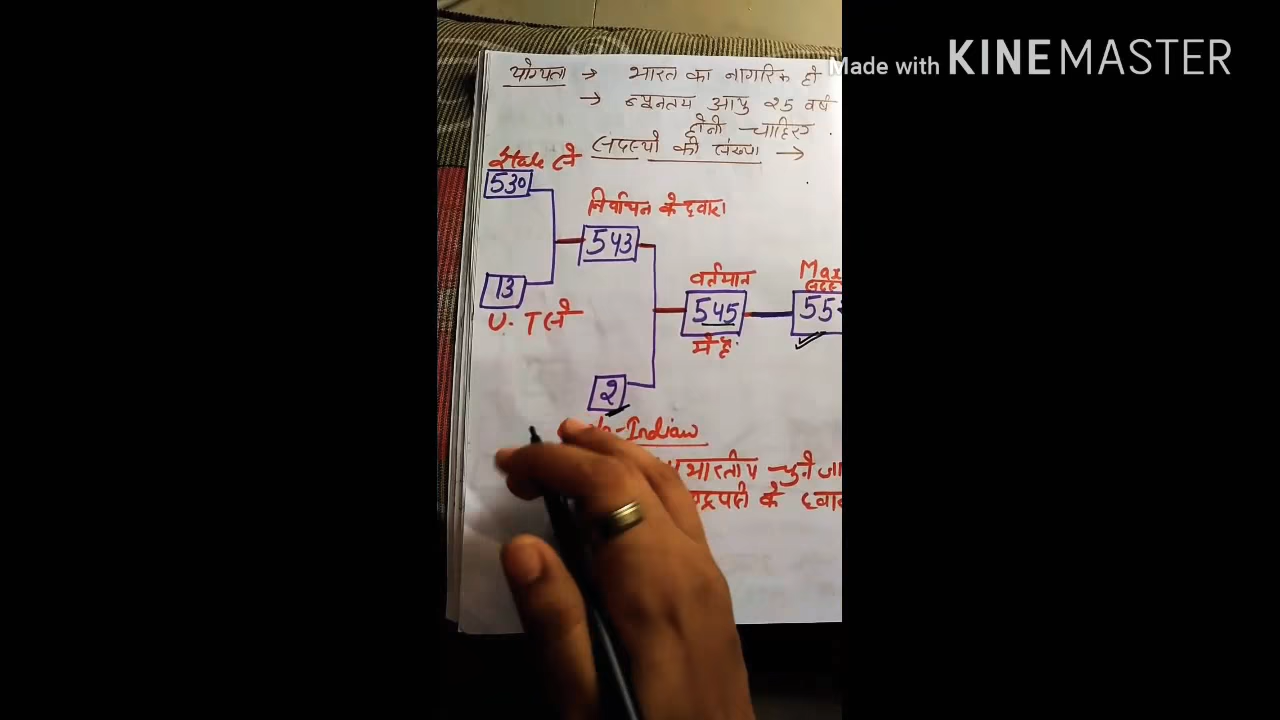 Made with KINEMASTER
योग्यता → भारत का नागरिक हो
→ न्यूनतम आयु 25 वर्ष
होनी चाहिए
सदस्यो की संख्या →
State से
530
निर्वाचन के द्वारा
543
13
U.T से
वर्तमान
545
में है
Max
2
-Indian
भारतीय चुने
के